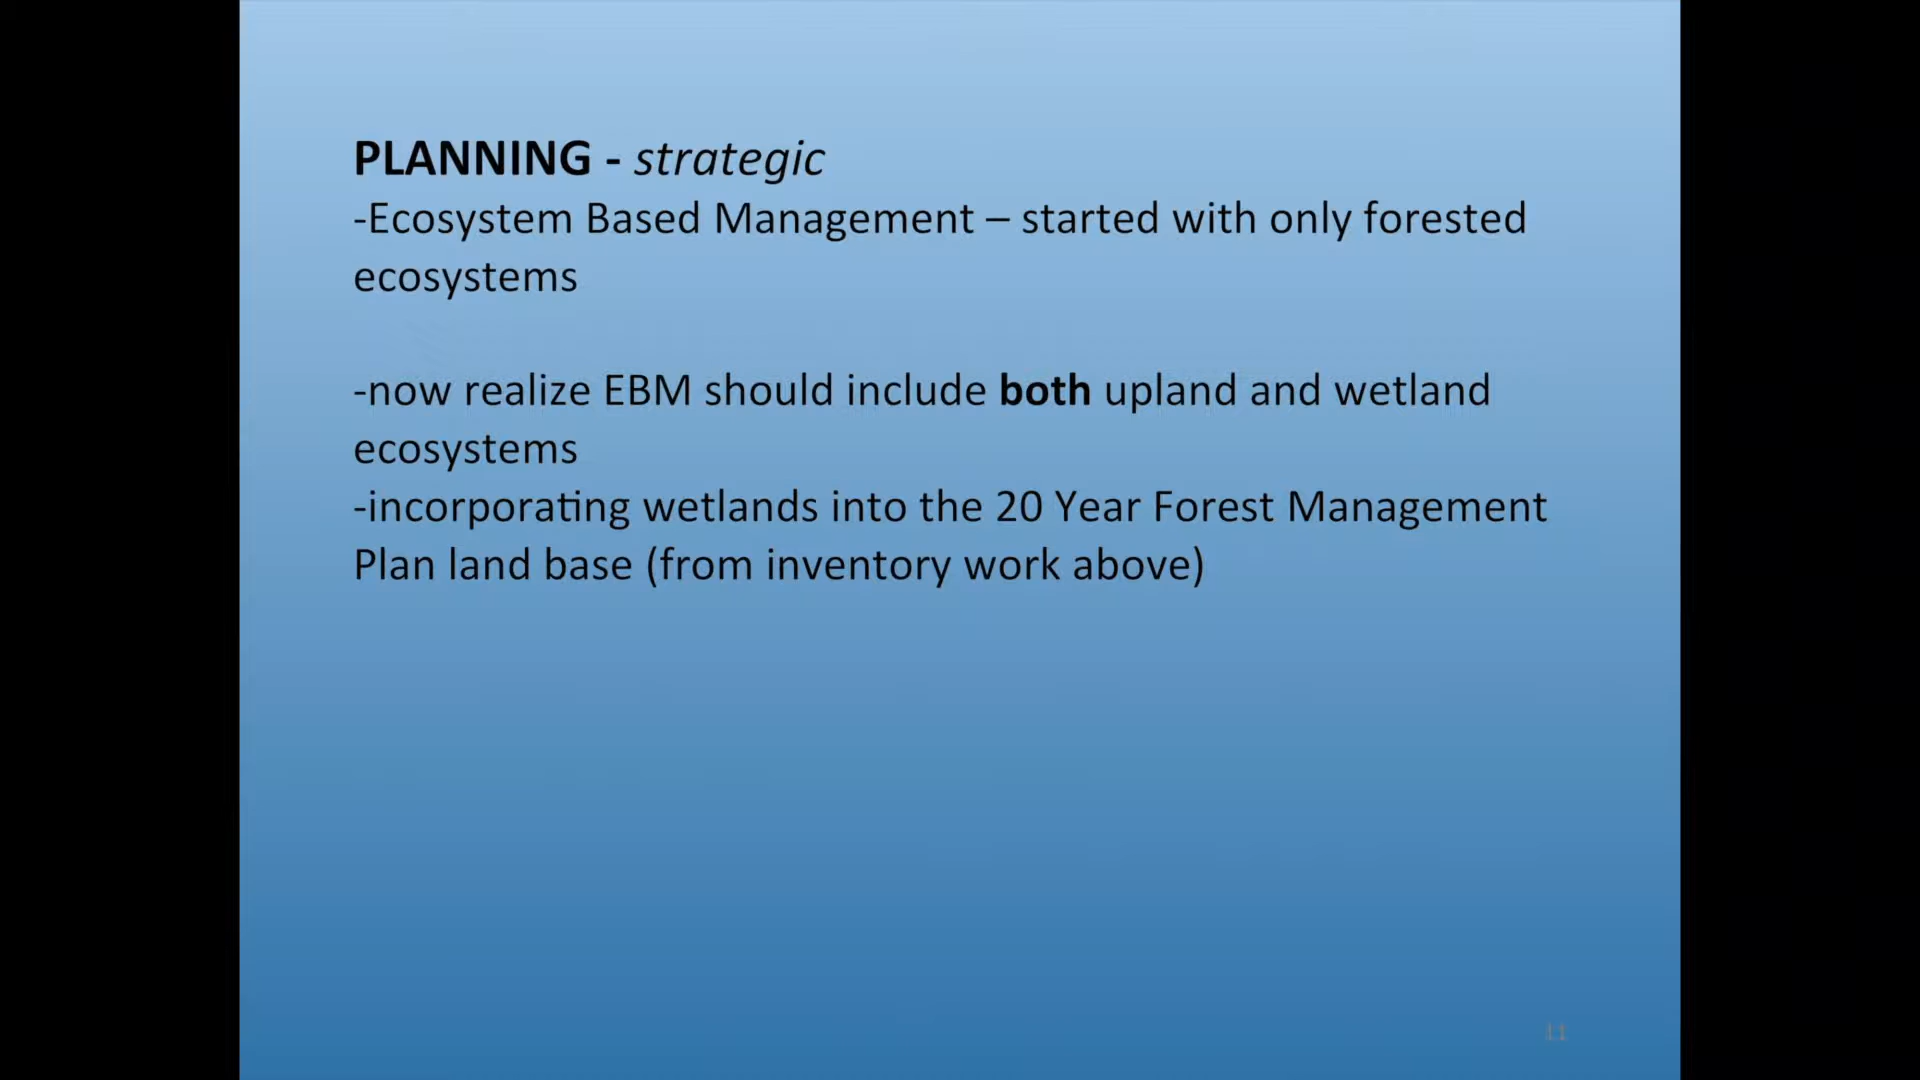 PLANNING - strategic
-Ecosystem Based Management – started with only forested
ecosystems
-now realize EBM should include both upland and wetland
ecosystems
-incorporating wetlands into the 20 Year Forest Management
Plan land base (from inventory work above)
11